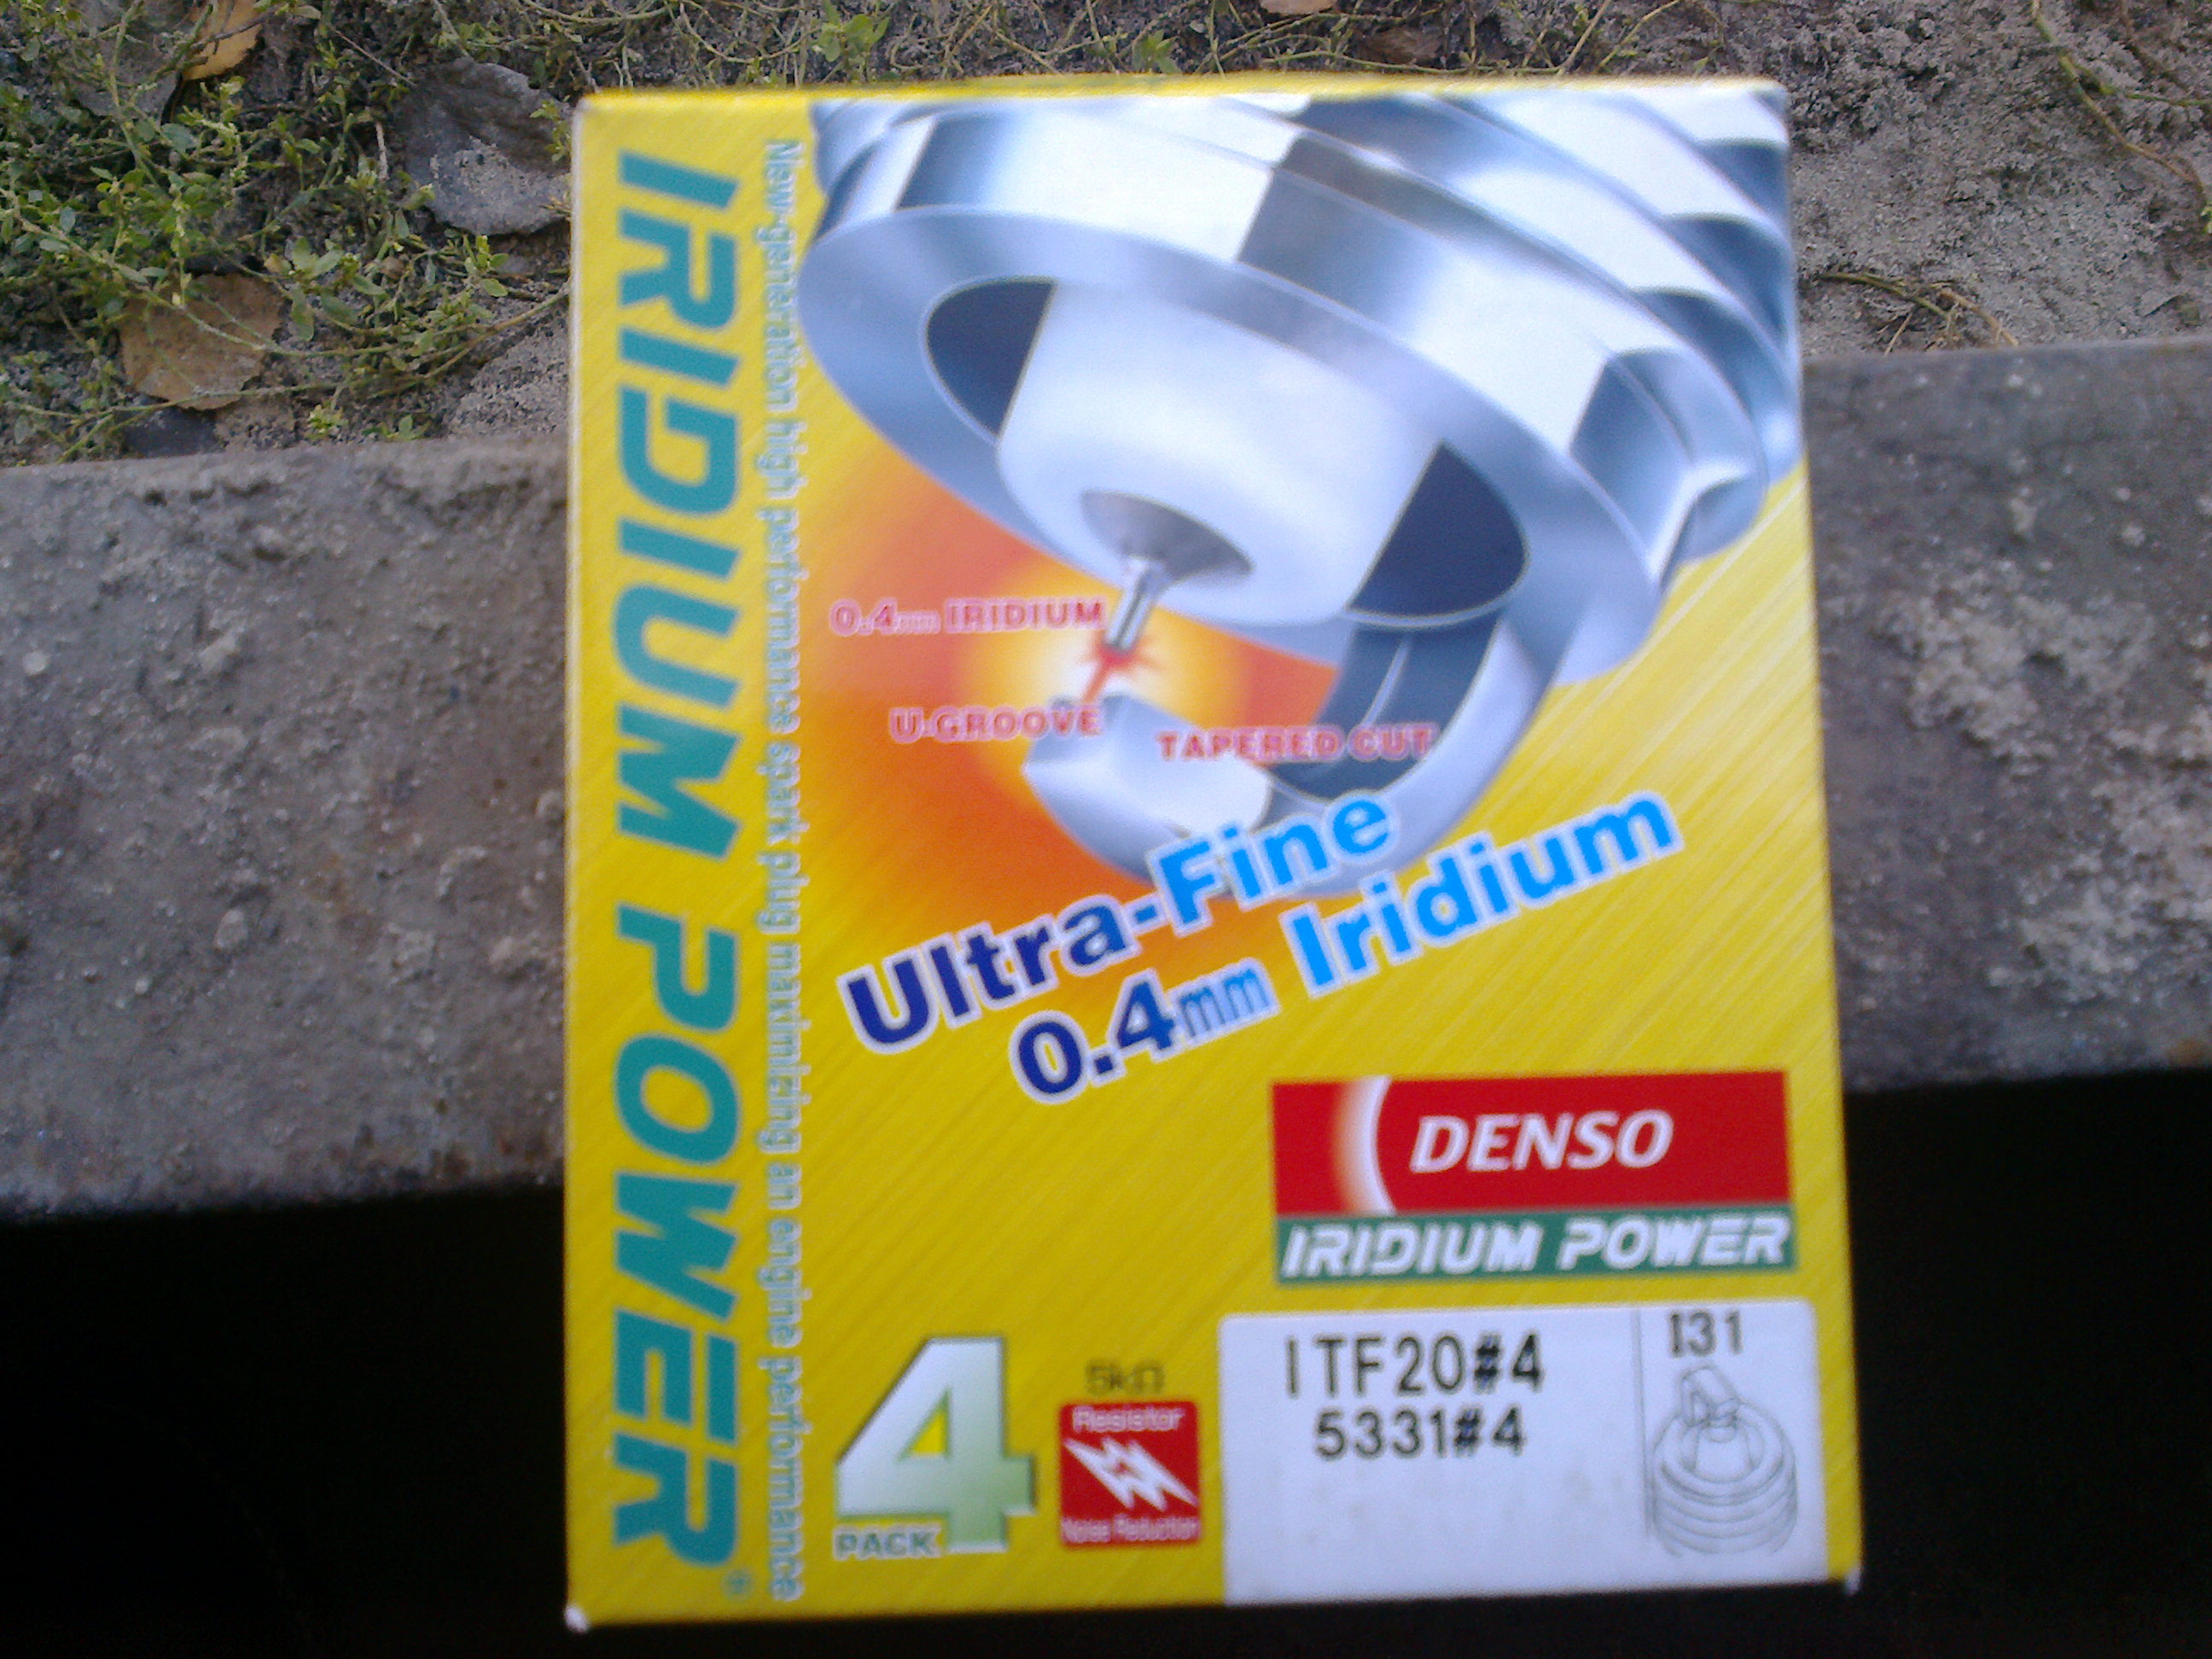 IRIDIUM POWER®
New-generation high performance spark plug maximizing an engine performance
0.4mm IRIDIUM
U-GROOVE
TAPERED CUT
Ultra-Fine
0.4mm Iridium
DENSO
IRIDIUM POWER
4
PACK
5kΩ
Resistor
Noise Reduction
ITF20#4
5331#4
I31